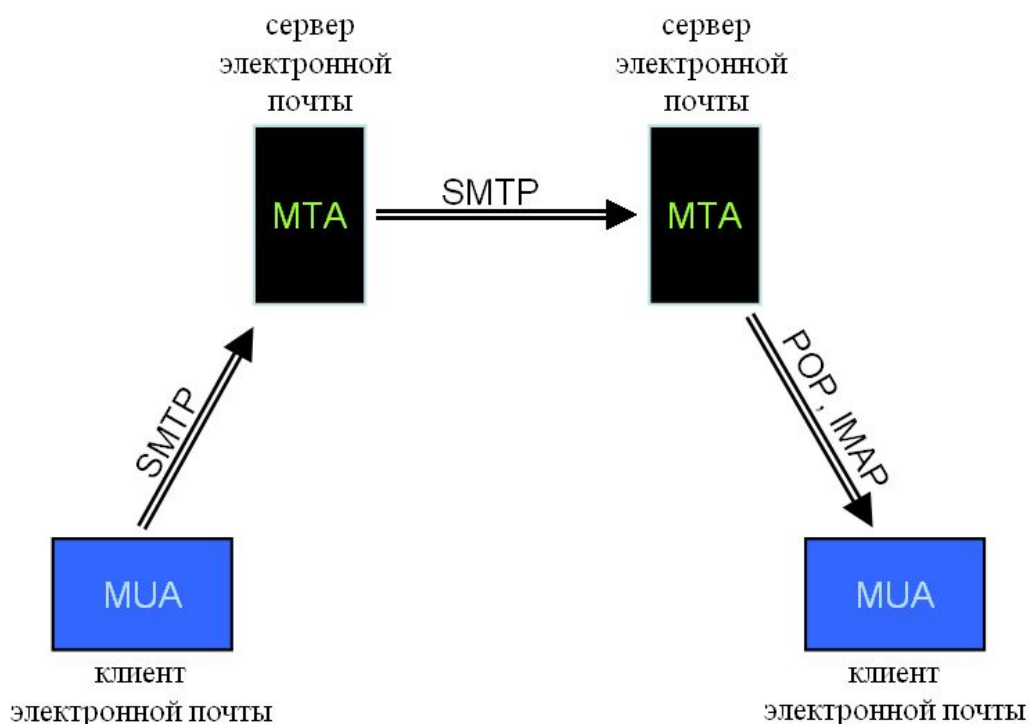 сервер
электронной
почты
сервер
электронной
почты
MTA
SMTP
MTA
SMTP
POP , IMAP
MUA
MUA
клиент
электронной почты
клиент
электронной почты